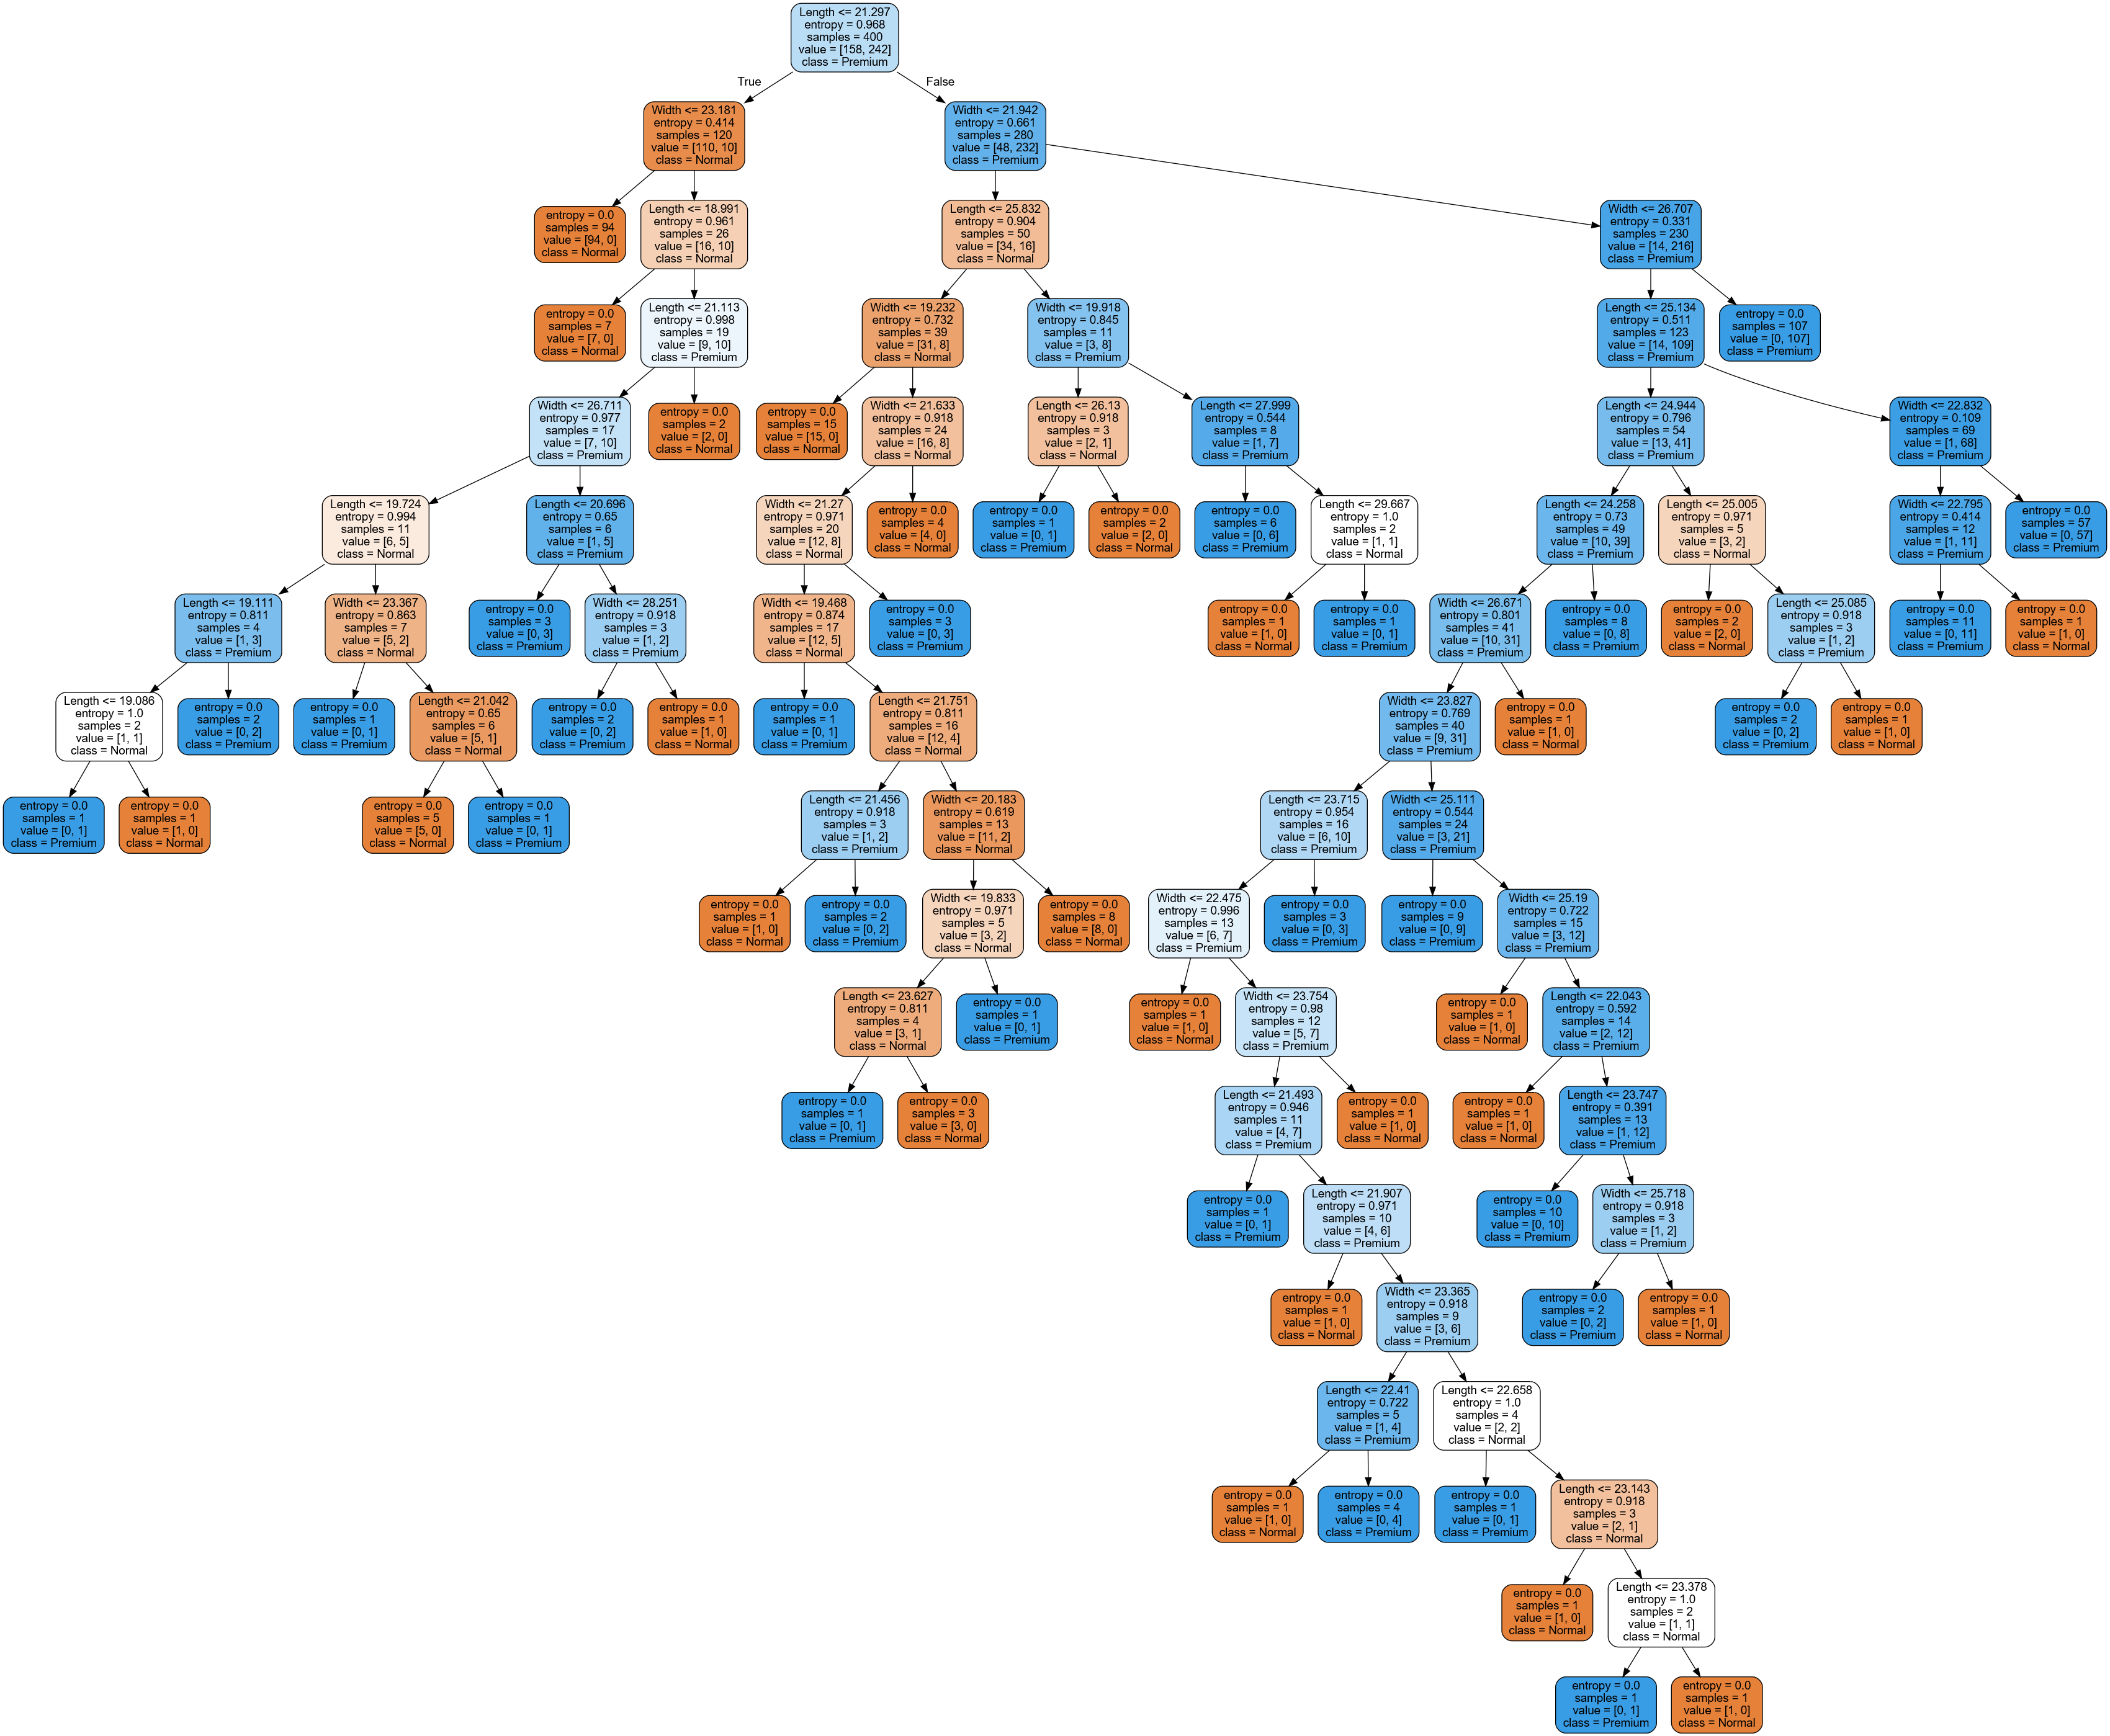 Length <= 21.297
entropy = 0.968
samples = 400
value = [158, 242]
class = Premium
True
False
Width <= 23.181
entropy = 0.414
samples = 120
value = [110, 10]
class = Normal
Width <= 21.942
entropy = 0.661
samples = 280
value = [48, 232]
class = Premium
entropy = 0.0
samples = 94
value = [94, 0]
class = Normal
Length <= 18.991
entropy = 0.961
samples = 26
value = [16, 10]
class = Normal
Length <= 25.832
entropy = 0.904
samples = 50
value = [34, 16]
class = Normal
Width <= 26.707
entropy = 0.331
samples = 230
value = [14, 216]
class = Premium
entropy = 0.0
samples = 7
value = [7, 0]
class = Normal
Length <= 21.113
entropy = 0.998
samples = 19
value = [9, 10]
class = Premium
Width <= 19.232
entropy = 0.732
samples = 39
value = [31, 8]
class = Normal
Width <= 19.918
entropy = 0.845
samples = 11
value = [3, 8]
class = Premium
Length <= 25.134
entropy = 0.511
samples = 123
value = [14, 109]
class = Premium
entropy = 0.0
samples = 107
value = [0, 107]
class = Premium
Width <= 26.711
entropy = 0.977
samples = 17
value = [7, 10]
class = Premium
entropy = 0.0
samples = 2
value = [2, 0]
class = Normal
entropy = 0.0
samples = 15
value = [15, 0]
class = Normal
Width <= 21.633
entropy = 0.918
samples = 24
value = [16, 8]
class = Normal
Length <= 26.13
entropy = 0.918
samples = 3
value = [2, 1]
class = Normal
Length <= 27.999
entropy = 0.544
samples = 8
value = [1, 7]
class = Premium
Length <= 24.944
entropy = 0.796
samples = 54
value = [13, 41]
class = Premium
Width <= 22.832
entropy = 0.109
samples = 69
value = [1, 68]
class = Premium
Length <= 19.724
entropy = 0.994
samples = 11
value = [6, 5]
class = Normal
Length <= 20.696
entropy = 0.65
samples = 6
value = [1, 5]
class = Premium
Width <= 21.27
entropy = 0.971
samples = 20
value = [12, 8]
class = Normal
entropy = 0.0
samples = 4
value = [4, 0]
class = Normal
entropy = 0.0
samples = 1
value = [0, 1]
class = Premium
entropy = 0.0
samples = 2
value = [2, 0]
class = Normal
entropy = 0.0
samples = 6
value = [0, 6]
class = Premium
Length <= 29.667
entropy = 1.0
samples = 2
value = [1, 1]
class = Normal
Length <= 24.258
entropy = 0.73
samples = 49
value = [10, 39]
class = Premium
Length <= 25.005
entropy = 0.971
samples = 5
value = [3, 2]
class = Normal
Width <= 22.795
entropy = 0.414
samples = 12
value = [1, 11]
class = Premium
entropy = 0.0
samples = 57
value = [0, 57]
class = Premium
Length <= 19.111
entropy = 0.811
samples = 4
value = [1, 3]
class = Premium
Width <= 23.367
entropy = 0.863
samples = 7
value = [5, 2]
class = Normal
entropy = 0.0
samples = 3
value = [0, 3]
class = Premium
Width <= 28.251
entropy = 0.918
samples = 3
value = [1, 2]
class = Premium
Width <= 19.468
entropy = 0.874
samples = 17
value = [12, 5]
class = Normal
entropy = 0.0
samples = 3
value = [0, 3]
class = Premium
entropy = 0.0
samples = 1
value = [1, 0]
class = Normal
entropy = 0.0
samples = 1
value = [0, 1]
class = Premium
Width <= 26.671
entropy = 0.801
samples = 41
value = [10, 31]
class = Premium
entropy = 0.0
samples = 8
value = [0, 8]
class = Premium
entropy = 0.0
samples = 2
value = [2, 0]
class = Normal
Length <= 25.085
entropy = 0.918
samples = 3
value = [1, 2]
class = Premium
entropy = 0.0
samples = 11
value = [0, 11]
class = Premium
entropy = 0.0
samples = 1
value = [1, 0]
class = Normal
Length <= 19.086
entropy = 1.0
samples = 2
value = [1, 1]
class = Normal
entropy = 0.0
samples = 2
value = [0, 2]
class = Premium
entropy = 0.0
samples = 1
value = [0, 1]
class = Premium
Length <= 21.042
entropy = 0.65
samples = 6
value = [5, 1]
class = Normal
entropy = 0.0
samples = 2
value = [0, 2]
class = Premium
entropy = 0.0
samples = 1
value = [1, 0]
class = Normal
entropy = 0.0
samples = 1
value = [0, 1]
class = Premium
Length <= 21.751
entropy = 0.811
samples = 16
value = [12, 4]
class = Normal
Width <= 23.827
entropy = 0.769
samples = 40
value = [9, 31]
class = Premium
entropy = 0.0
samples = 1
value = [1, 0]
class = Normal
entropy = 0.0
samples = 2
value = [0, 2]
class = Premium
entropy = 0.0
samples = 1
value = [1, 0]
class = Normal
entropy = 0.0
samples = 1
value = [0, 1]
class = Premium
entropy = 0.0
samples = 1
value = [1, 0]
class = Normal
entropy = 0.0
samples = 5
value = [5, 0]
class = Normal
entropy = 0.0
samples = 1
value = [0, 1]
class = Premium
Length <= 21.456
entropy = 0.918
samples = 3
value = [1, 2]
class = Premium
Width <= 20.183
entropy = 0.619
samples = 13
value = [11, 2]
class = Normal
Length <= 23.715
entropy = 0.954
samples = 16
value = [6, 10]
class = Premium
Width <= 25.111
entropy = 0.544
samples = 24
value = [3, 21]
class = Premium
entropy = 0.0
samples = 1
value = [1, 0]
class = Normal
entropy = 0.0
samples = 2
value = [0, 2]
class = Premium
Width <= 19.833
entropy = 0.971
samples = 5
value = [3, 2]
class = Normal
entropy = 0.0
samples = 8
value = [8, 0]
class = Normal
Width <= 22.475
entropy = 0.996
samples = 13
value = [6, 7]
class = Premium
entropy = 0.0
samples = 3
value = [0, 3]
class = Premium
entropy = 0.0
samples = 9
value = [0, 9]
class = Premium
Width <= 25.19
entropy = 0.722
samples = 15
value = [3, 12]
class = Premium
Length <= 23.627
entropy = 0.811
samples = 4
value = [3, 1]
class = Normal
entropy = 0.0
samples = 1
value = [0, 1]
class = Premium
entropy = 0.0
samples = 1
value = [1, 0]
class = Normal
Width <= 23.754
entropy = 0.98
samples = 12
value = [5, 7]
class = Premium
entropy = 0.0
samples = 1
value = [1, 0]
class = Normal
Length <= 22.043
entropy = 0.592
samples = 14
value = [2, 12]
class = Premium
entropy = 0.0
samples = 1
value = [0, 1]
class = Premium
entropy = 0.0
samples = 3
value = [3, 0]
class = Normal
Length <= 21.493
entropy = 0.946
samples = 11
value = [4, 7]
class = Premium
entropy = 0.0
samples = 1
value = [1, 0]
class = Normal
entropy = 0.0
samples = 1
value = [1, 0]
class = Normal
Length <= 23.747
entropy = 0.391
samples = 13
value = [1, 12]
class = Premium
entropy = 0.0
samples = 1
value = [0, 1]
class = Premium
Length <= 21.907
entropy = 0.971
samples = 10
value = [4, 6]
class = Premium
entropy = 0.0
samples = 10
value = [0, 10]
class = Premium
Width <= 25.718
entropy = 0.918
samples = 3
value = [1, 2]
class = Premium
entropy = 0.0
samples = 1
value = [1, 0]
class = Normal
Width <= 23.365
entropy = 0.918
samples = 9
value = [3, 6]
class = Premium
entropy = 0.0
samples = 2
value = [0, 2]
class = Premium
entropy = 0.0
samples = 1
value = [1, 0]
class = Normal
Length <= 22.41
entropy = 0.722
samples = 5
value = [1, 4]
class = Premium
Length <= 22.658
entropy = 1.0
samples = 4
value = [2, 2]
class = Normal
entropy = 0.0
samples = 1
value = [1, 0]
class = Normal
entropy = 0.0
samples = 4
value = [0, 4]
class = Premium
entropy = 0.0
samples = 1
value = [0, 1]
class = Premium
Length <= 23.143
entropy = 0.918
samples = 3
value = [2, 1]
class = Normal
entropy = 0.0
samples = 1
value = [1, 0]
class = Normal
Length <= 23.378
entropy = 1.0
samples = 2
value = [1, 1]
class = Normal
entropy = 0.0
samples = 1
value = [0, 1]
class = Premium
entropy = 0.0
samples = 1
value = [1, 0]
class = Normal